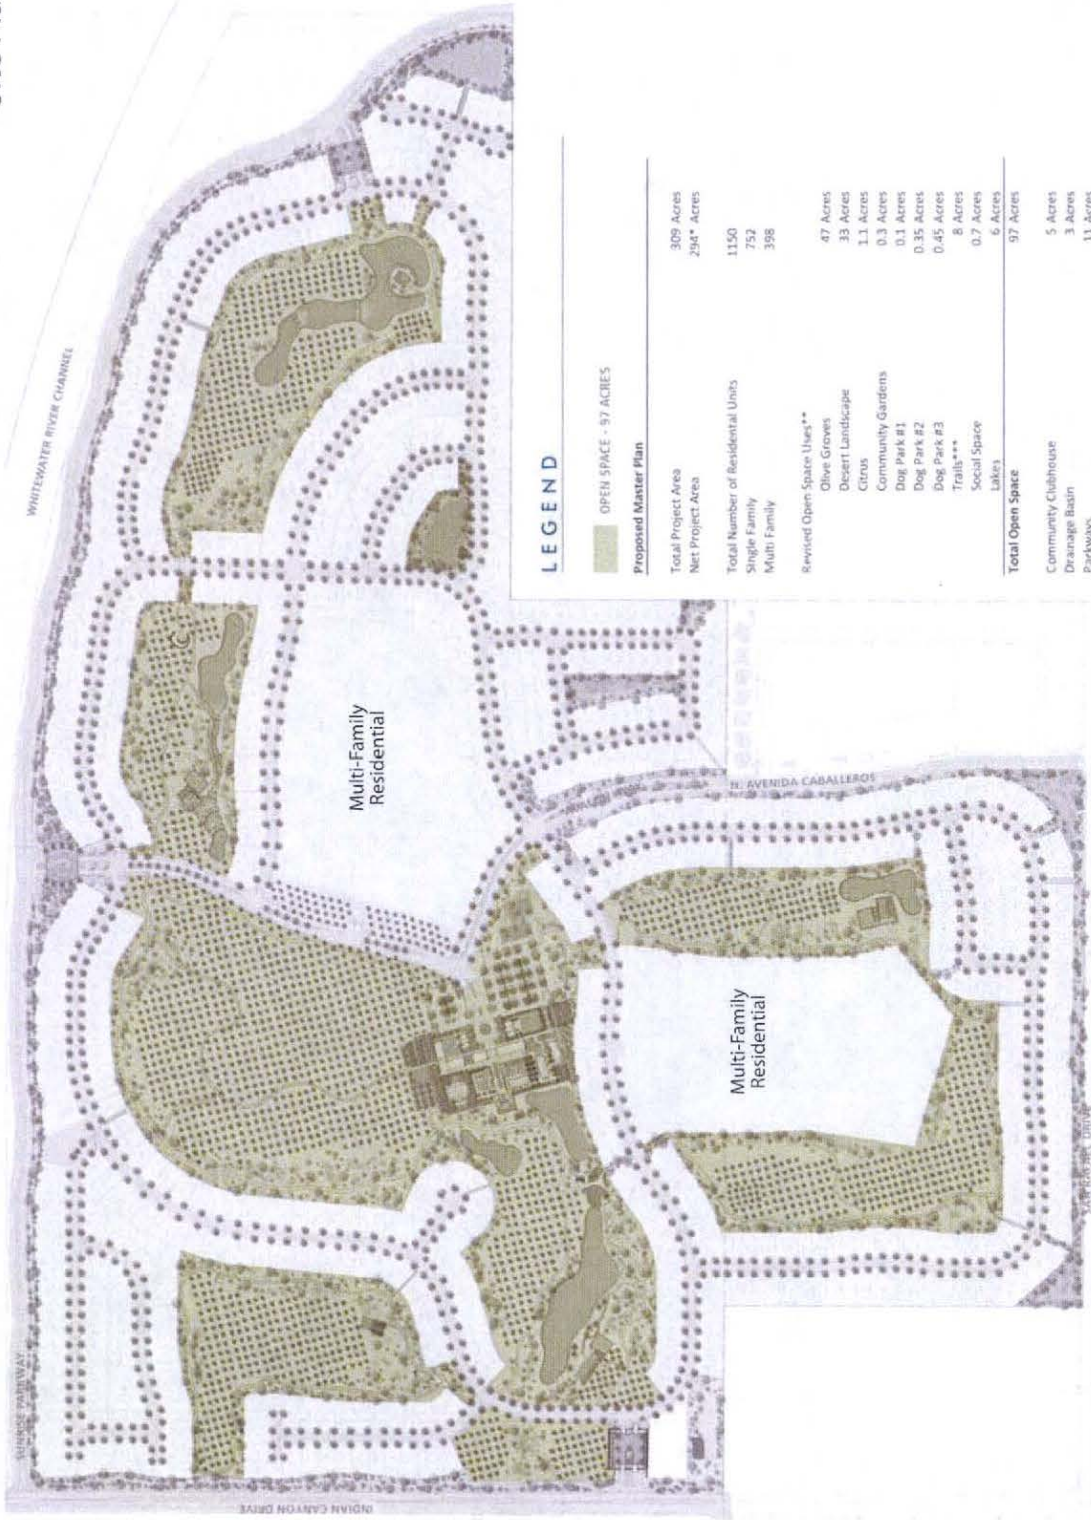 WHITEWATER RIVER CHANNEL
SUNRISE PARKWAY
INDIAN CANYON DRIVE
N. AVENIDA CABALLEROS
Multi-Family
Residential
Multi-Family
Residential
LEGEND
OPEN SPACE - 97 ACRES
Proposed Master Plan
Total Project Area 309 Acres
Net Project Area 294* Acres
Total Number of Residential Units 1150
Single Family 752
Multi Family 398
Revised Open Space Uses**
Olive Groves 47 Acres
Desert Landscape 33 Acres
Citrus 1.1 Acres
Community Gardens 0.3 Acres
Dog Park #1 0.1 Acres
Dog Park #2 0.35 Acres
Dog Park #3 0.45 Acres
Trails*** 8 Acres
Social Space 0.7 Acres
Lakes 6 Acres
Total Open Space 97 Acres
Community Clubhouse 5 Acres
Drainage Basin 3 Acres
Parkways 11 Acres